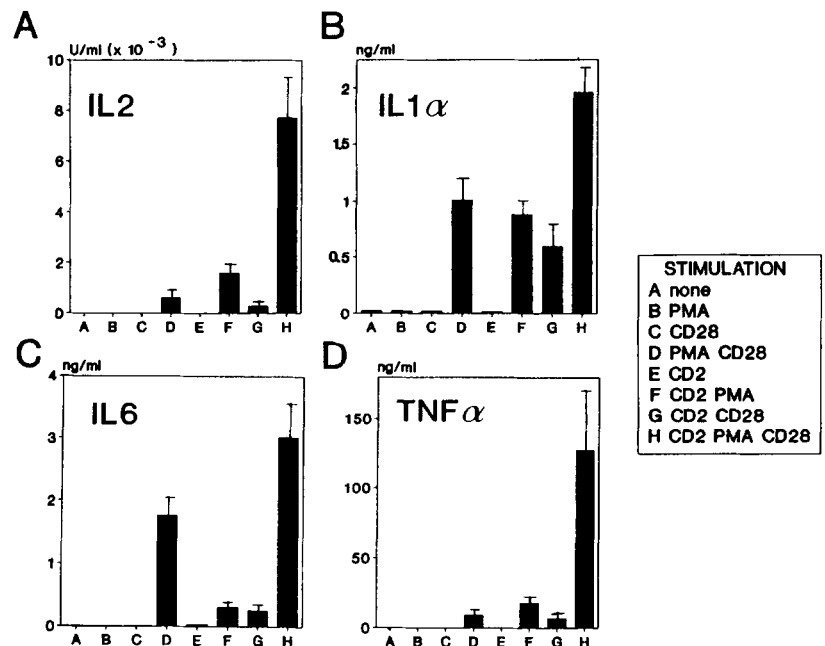 A
U/ml ( x 10 -3 )
10
8
6
4
2
0
IL2
A B C D E F G H
B
ng/ml
2
1.5
1
0.5
0
IL1α
A B C D E F G H
C
ng/ml
4
3
2
1
0
IL6
A B C D E F G H
D
ng/ml
150
100
50
0
TNFα
A B C D E F G H
STIMULATION
A none
B PMA
C CD28
D PMA CD28
E CD2
F CD2 PMA
G CD2 CD28
H CD2 PMA CD28